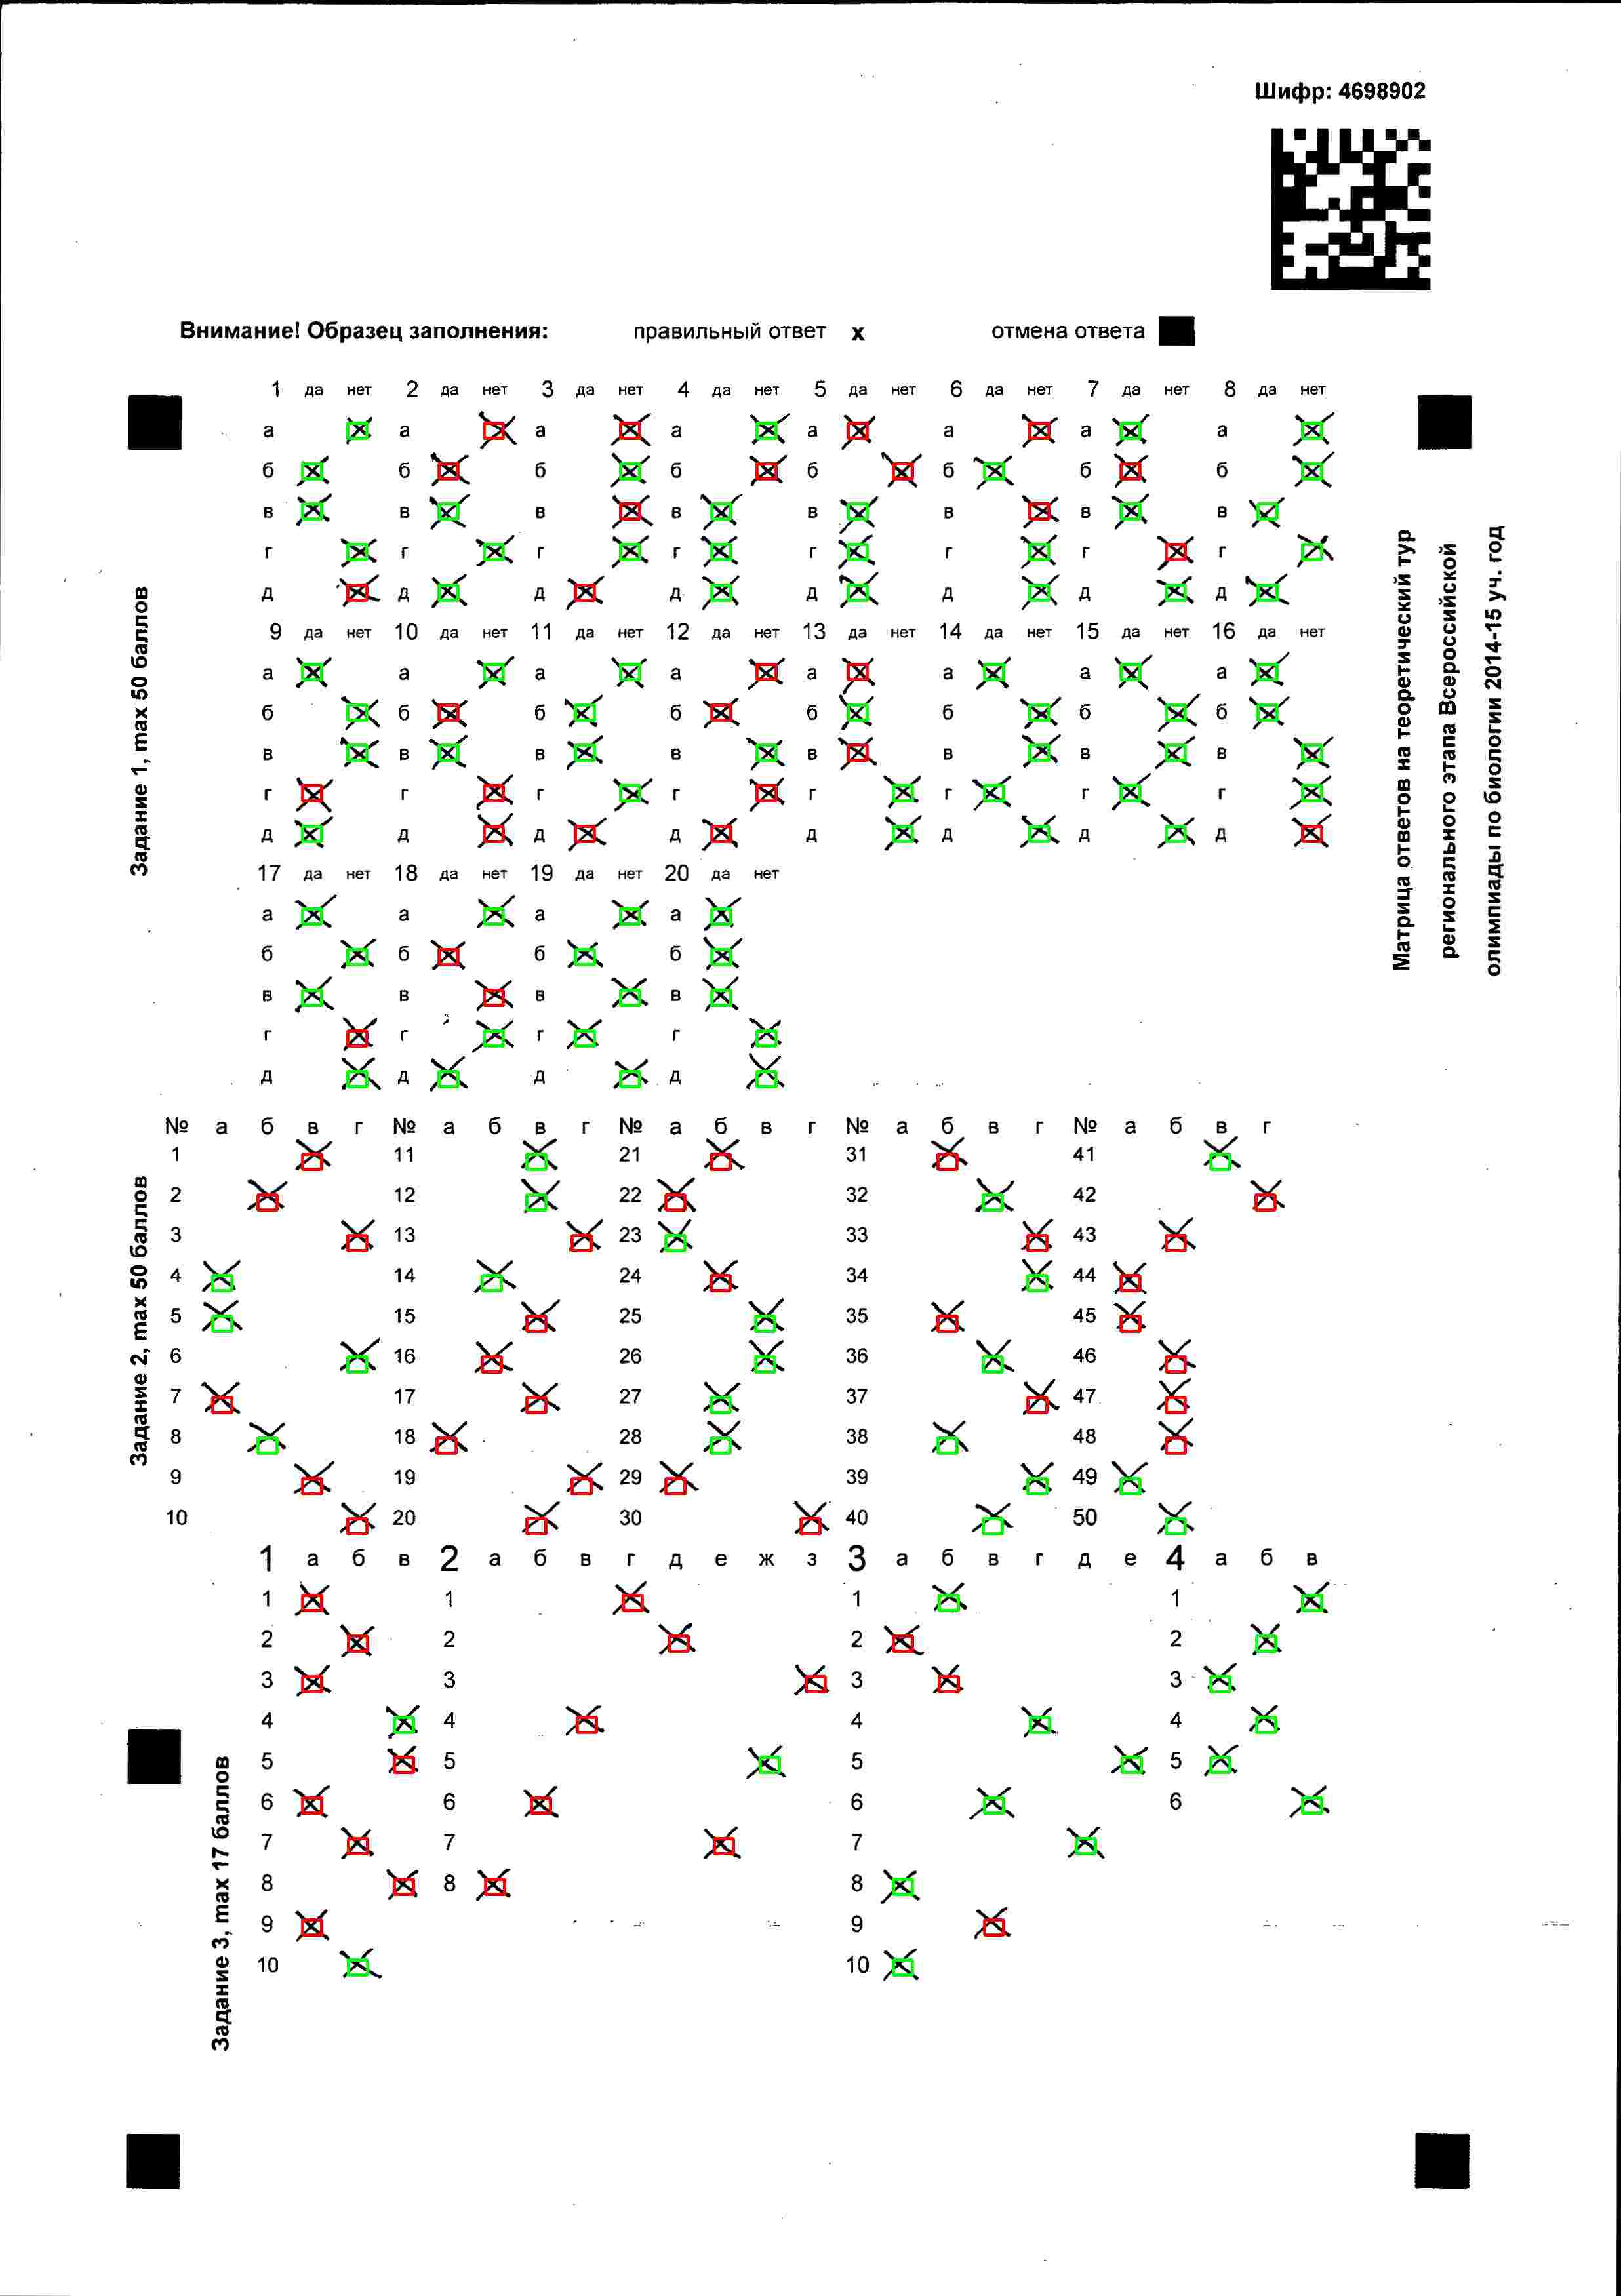 Шифр: 4698902
Внимание! Образец заполнения: правильный ответ х отмена ответа
1 да нет 2 да нет 3 да нет 4 да нет 5 да нет 6 да нет 7 да нет 8 да нет
а а а а а а а а
б б б б б б б б
в в в в в в в в
г г г г г г г г
д д д д д д д д
9 да нет 10 да нет 11 да нет 12 да нет 13 да нет 14 да нет 15 да нет 16 да нет
а а а а а а а а
б б б б б б б б
в в в в в в в в
г г г г г г г г
д д д д д д д д
17 да нет 18 да нет 19 да нет 20 да нет
а а а а
б б б б
в в в в
г г г г
д д д д
Задание 1, max 50 баллов
Матрица ответов на теоретический тур
регионального этапа Всероссийской
олимпиады по биологии 2014-15 уч. год
№ а б в г № а б в г № а б в г № а б в г № а б в г
1 11 21 31 41
2 12 22 32 42
3 13 23 33 43
4 14 24 34 44
5 15 25 35 45
6 16 26 36 46
7 17 27 37 47
8 18 28 38 48
9 19 29 39 49
10 20 30 40 50
Задание 2, max 50 баллов
1 а б в 2 а б в г д е ж з 3 а б в г д е 4 а б в
1 1 1 1
2 2 2 2
3 3 3 3
4 4 4 4
5 5 5 5
6 6 6 6
7 7 7
8 8 8
9 9
10 10
Задание 3, max 17 баллов